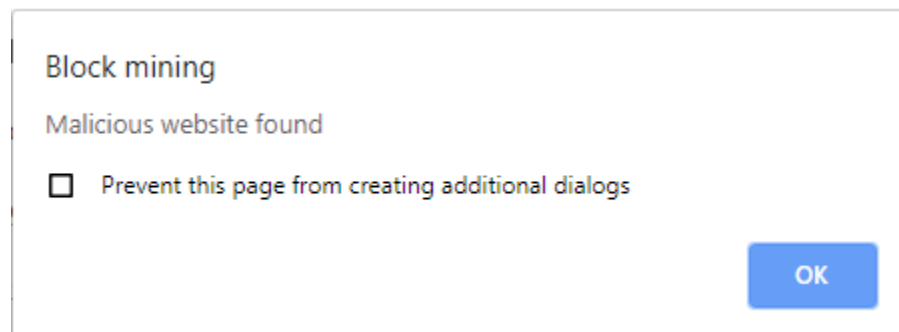 Block mining
Malicious website found
Prevent this page from creating additional dialogs
OK